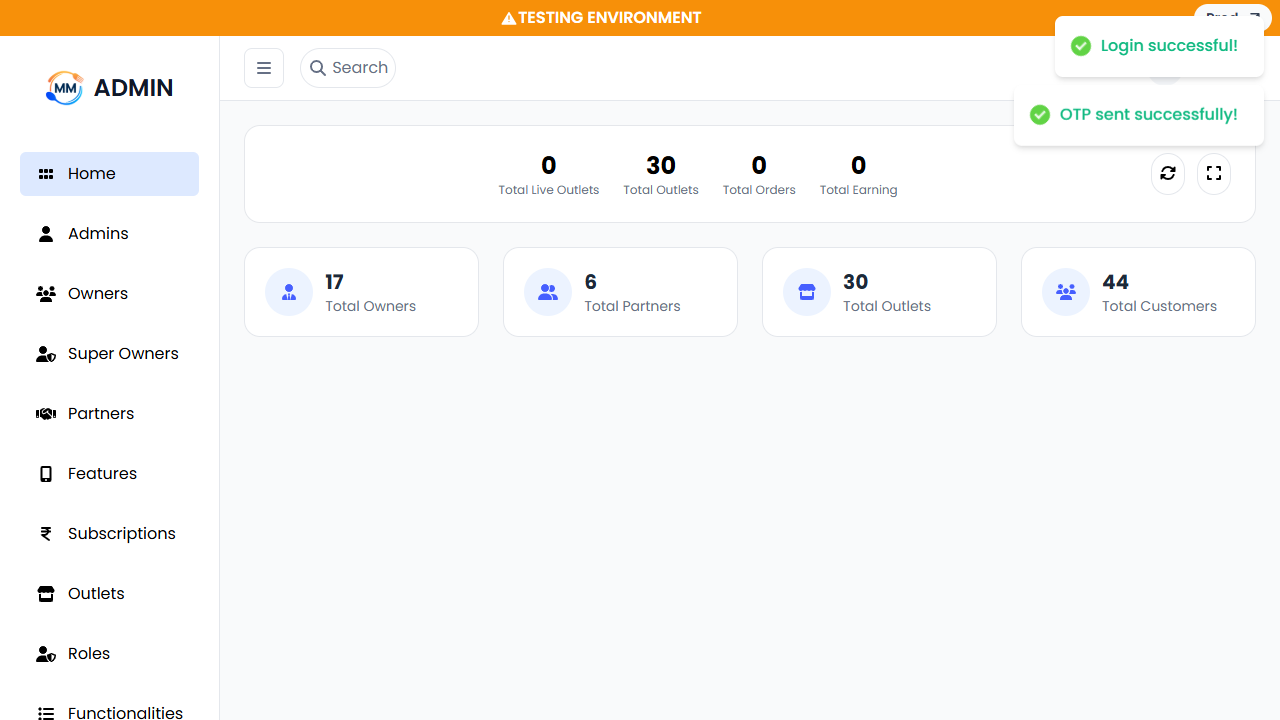 TESTING ENVIRONMENT
Login successful!
OTP sent successfully!
MM ADMIN
Search
Home
Admins
Owners
Super Owners
Partners
Features
Subscriptions
Outlets
Roles
Functionalities
0
Total Live Outlets
30
Total Outlets
0
Total Orders
0
Total Earning
17
Total Owners
6
Total Partners
30
Total Outlets
44
Total Customers